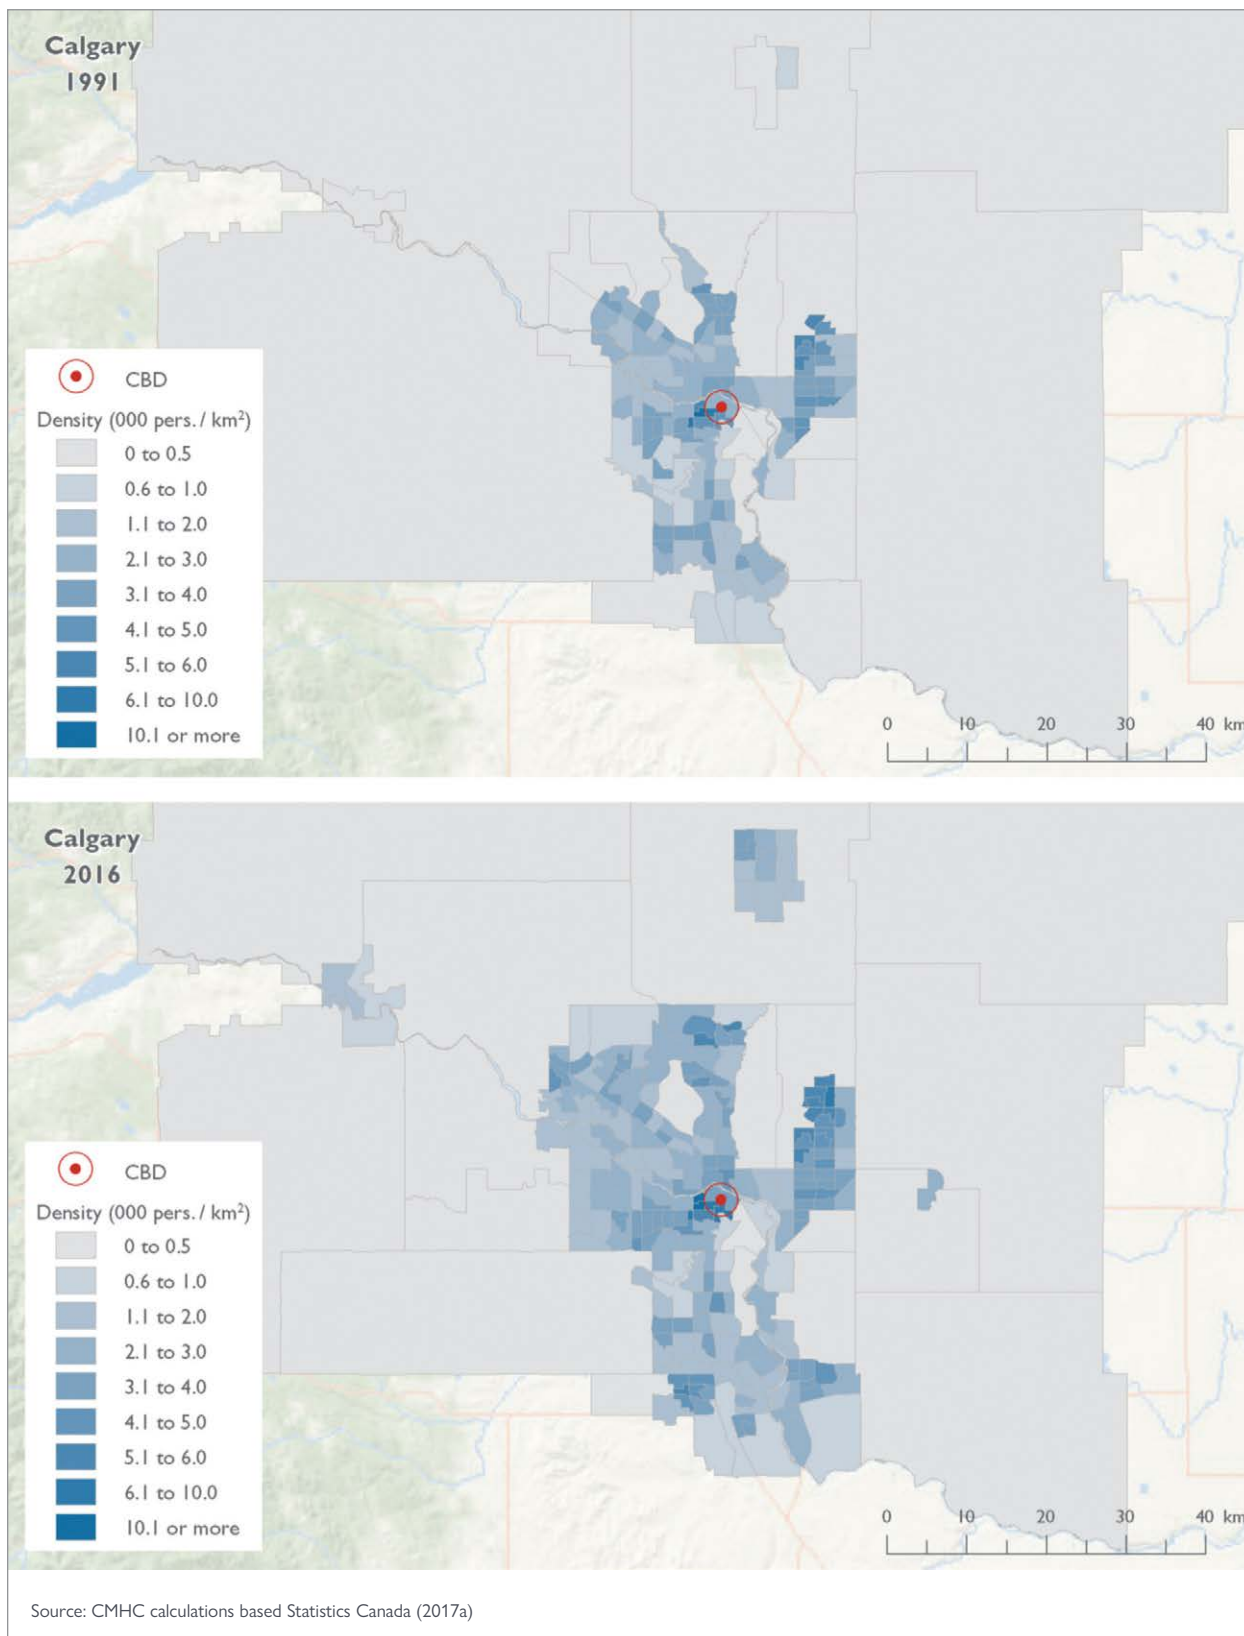 Calgary
1991
CBD
Density (000 pers. / km²)
0 to 0.5
0.6 to 1.0
1.1 to 2.0
2.1 to 3.0
3.1 to 4.0
4.1 to 5.0
5.1 to 6.0
6.1 to 10.0
10.1 or more
0 10 20 30 40 km
Calgary
2016
CBD
Density (000 pers. / km²)
0 to 0.5
0.6 to 1.0
1.1 to 2.0
2.1 to 3.0
3.1 to 4.0
4.1 to 5.0
5.1 to 6.0
6.1 to 10.0
10.1 or more
0 10 20 30 40 km
Source: CMHC calculations based Statistics Canada (2017a)